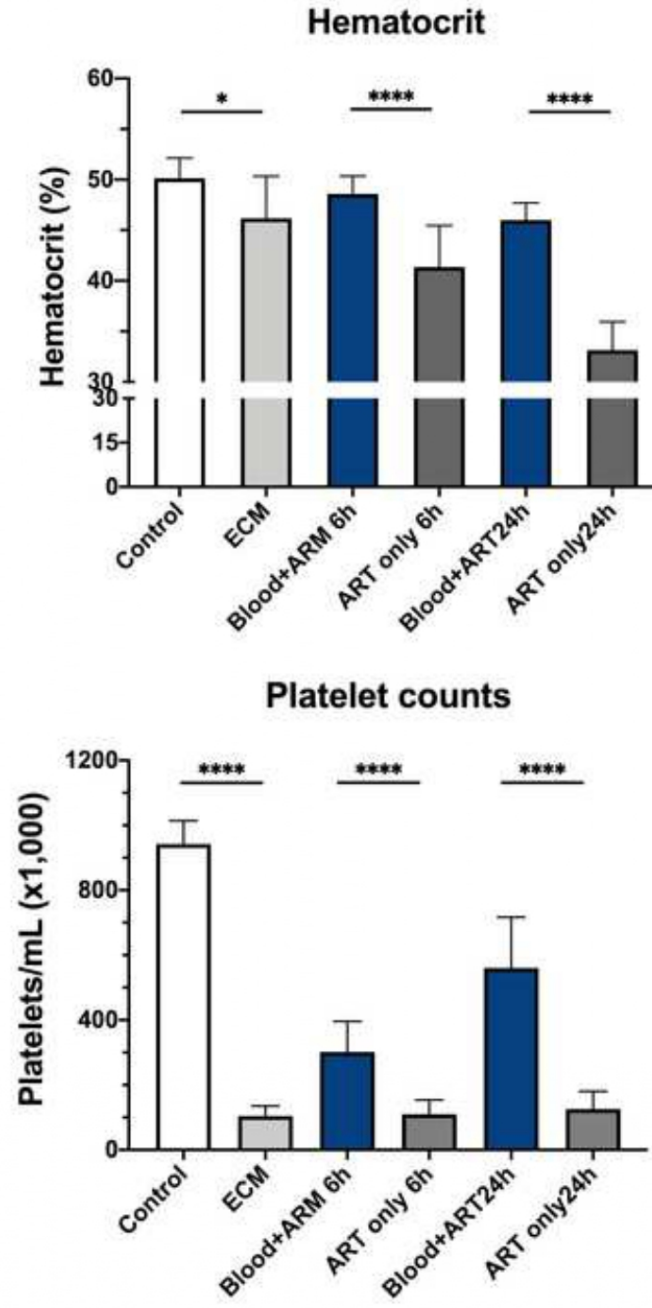 Hematocrit
Hematocrit (%)
60
50
40
30
30
15
0
*
****
****
Control
ECM
Blood+ARM 6h
ART only 6h
Blood+ART24h
ART only24h
Platelet counts
Platelets/mL (x1,000)
1200
800
400
0
****
****
****
Control
ECM
Blood+ARM 6h
ART only 6h
Blood+ART24h
ART only24h